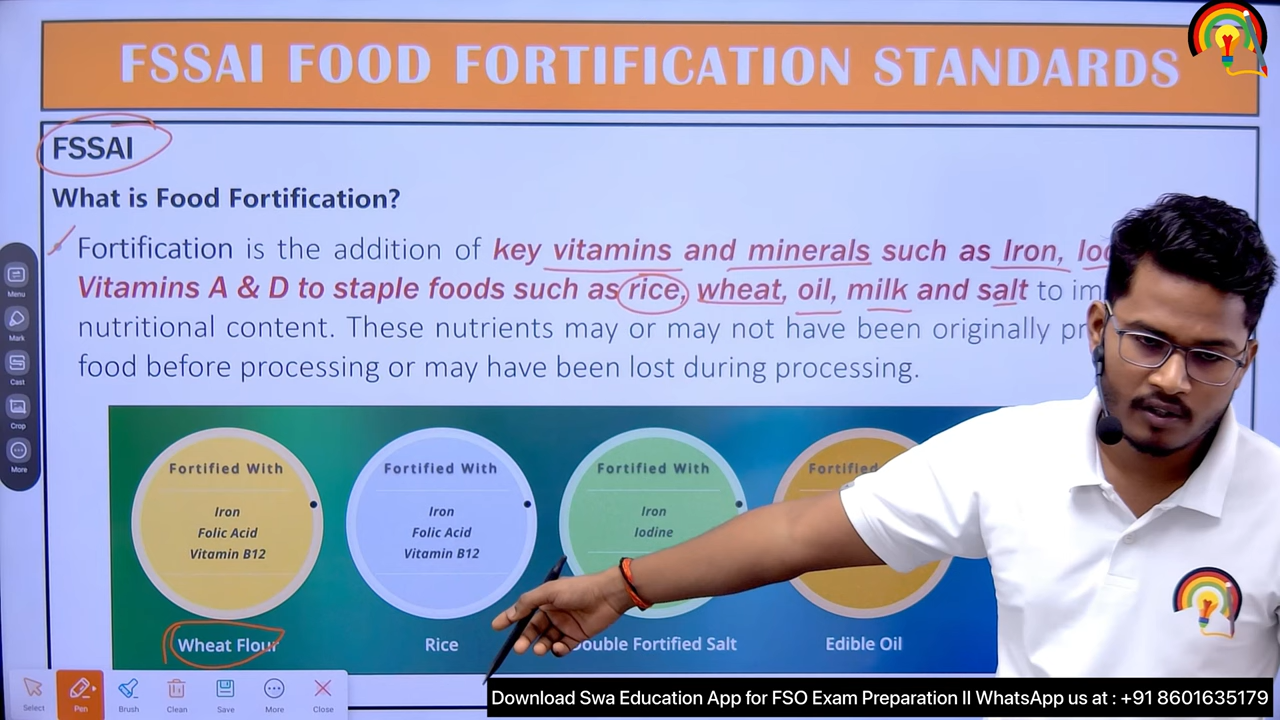 FSSAI FOOD FORTIFICATION STANDARDS
FSSAI
What is Food Fortification?
Fortification is the addition of key vitamins and minerals such as Iron,
Vitamins A & D to staple foods such as rice, wheat, oil, milk and salt to
nutritional content. These nutrients may or may not have been originally
food before processing or may have been lost during processing.
Fortified With
Iron
Folic Acid
Vitamin B12
Wheat Flour
Fortified With
Iron
Folic Acid
Vitamin B12
Rice
Fortified With
Iron
Iodine
Double Fortified Salt
Fortified
Edible Oil
Menu
Mark
Cast
Crop
More
Select
Pen
Brush
Clean
Save
More
Close
Download Swa Education App for FSO Exam Preparation II WhatsApp us at : +91 8601635179